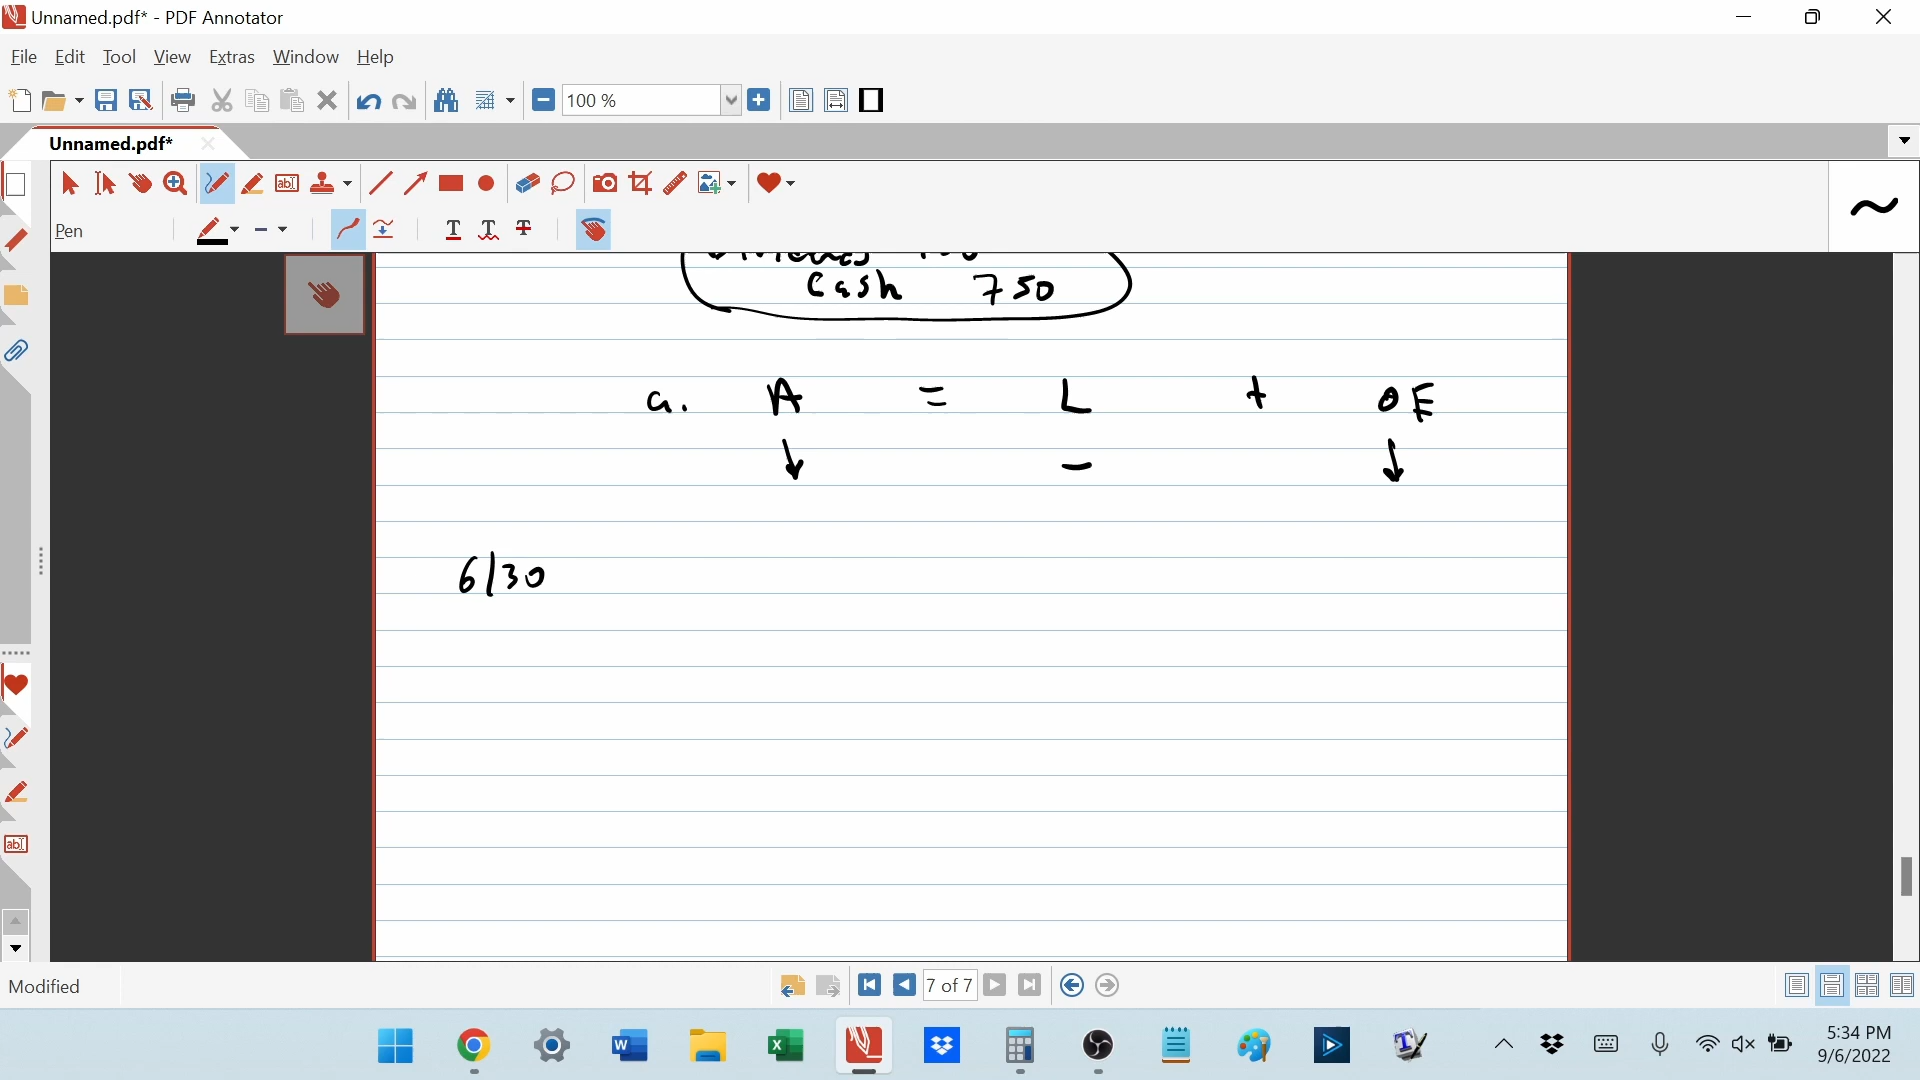 Unnamed.pdf* - PDF Annotator
File Edit Tool View Extras Window Help
100 %
Unnamed.pdf*
Pen
Cash 750
a. A = L + OE
↓ – ↓
6/30
Modified
7 of 7
5:34 PM
9/6/2022